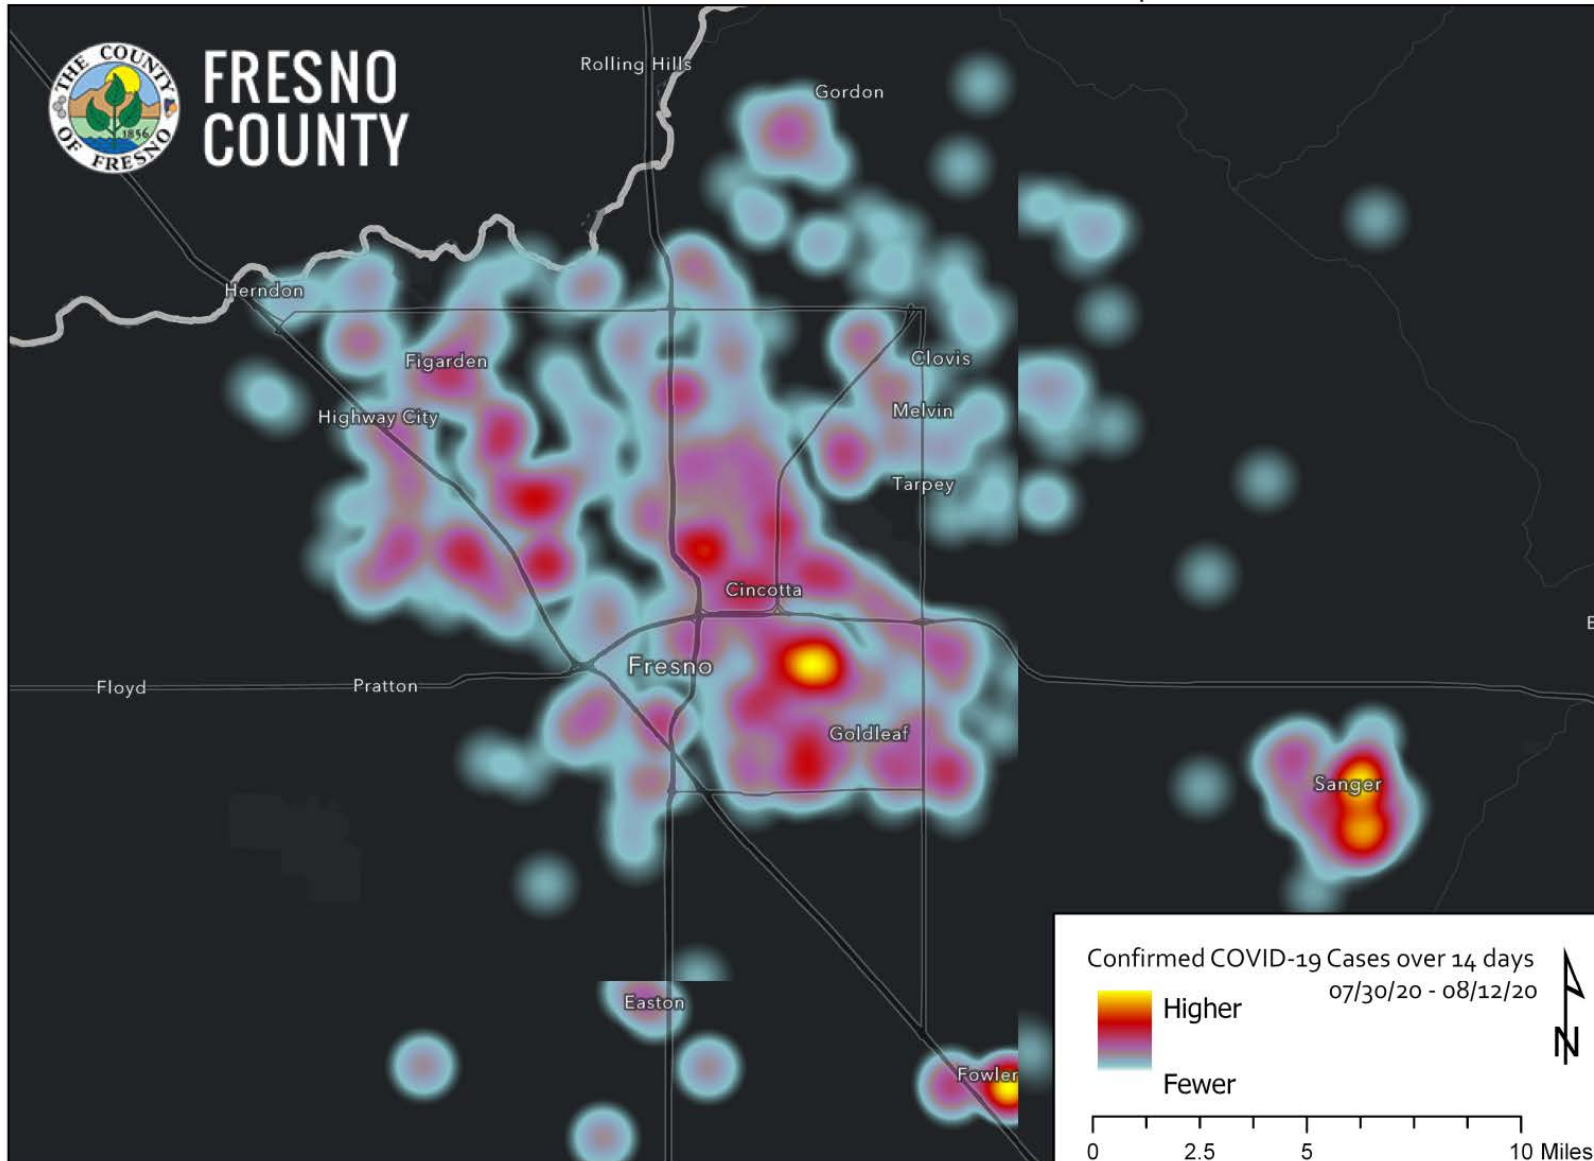 THE COUNTY
OF FRESNO
1856
FRESNO
COUNTY
Rolling Hills
Gordon
Herndon
Figarden
Clovis
Highway City
Melvin
Tarpey
Cincotta
Fresno
Floyd
Pratton
Goldleaf
Sanger
Easton
Fowler
Confirmed COVID-19 Cases over 14 days
07/30/20 - 08/12/20
Higher
Fewer
N
0 2.5 5 10 Miles